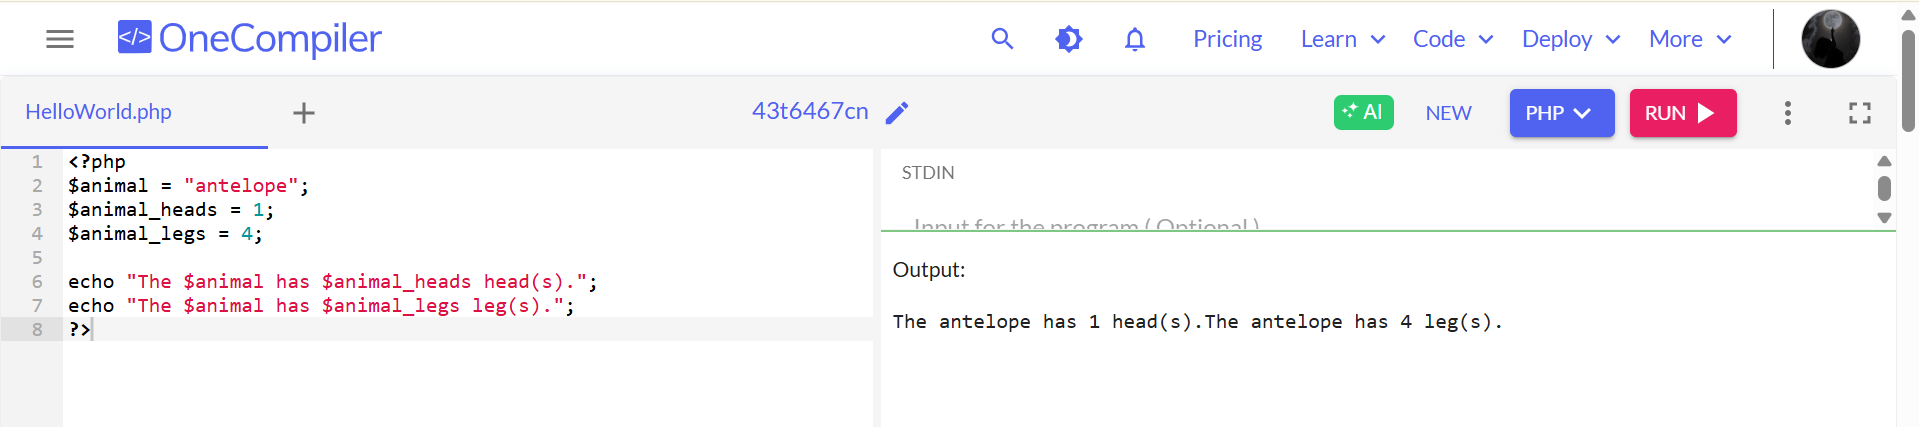 </> OneCompiler
Pricing Learn Code Deploy More
HelloWorld.php
43t6467cn
AI NEW PHP RUN
1 <?php
2 $animal = "antelope";
3 $animal_heads = 1;
4 $animal_legs = 4;
5
6 echo "The $animal has $animal_heads head(s).";
7 echo "The $animal has $animal_legs leg(s).";
8 ?>
STDIN
Input for the program ( Optional )
Output:
The antelope has 1 head(s).The antelope has 4 leg(s).